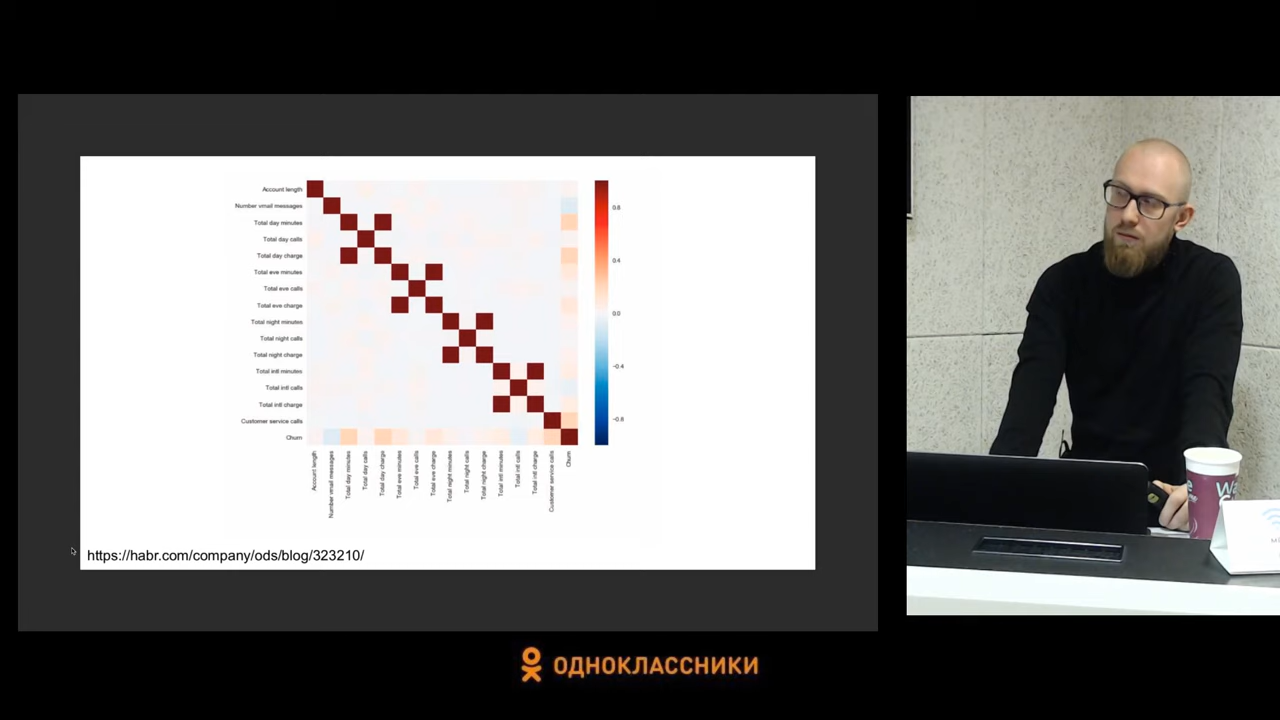 Account length
Number vmail messages
Total day minutes
Total day calls
Total day charge
Total eve minutes
Total eve calls
Total eve charge
Total night minutes
Total night calls
Total night charge
Total intl minutes
Total intl calls
Total intl charge
Customer service calls
Churn
0.8
0.4
0.0
−0.4
−0.8
Account length
Number vmail messages
Total day minutes
Total day calls
Total day charge
Total eve minutes
Total eve calls
Total eve charge
Total night minutes
Total night calls
Total night charge
Total intl minutes
Total intl calls
Total intl charge
Customer service calls
Churn
https://habr.com/company/ods/blog/323210/
ОДНОКЛАССНИКИ